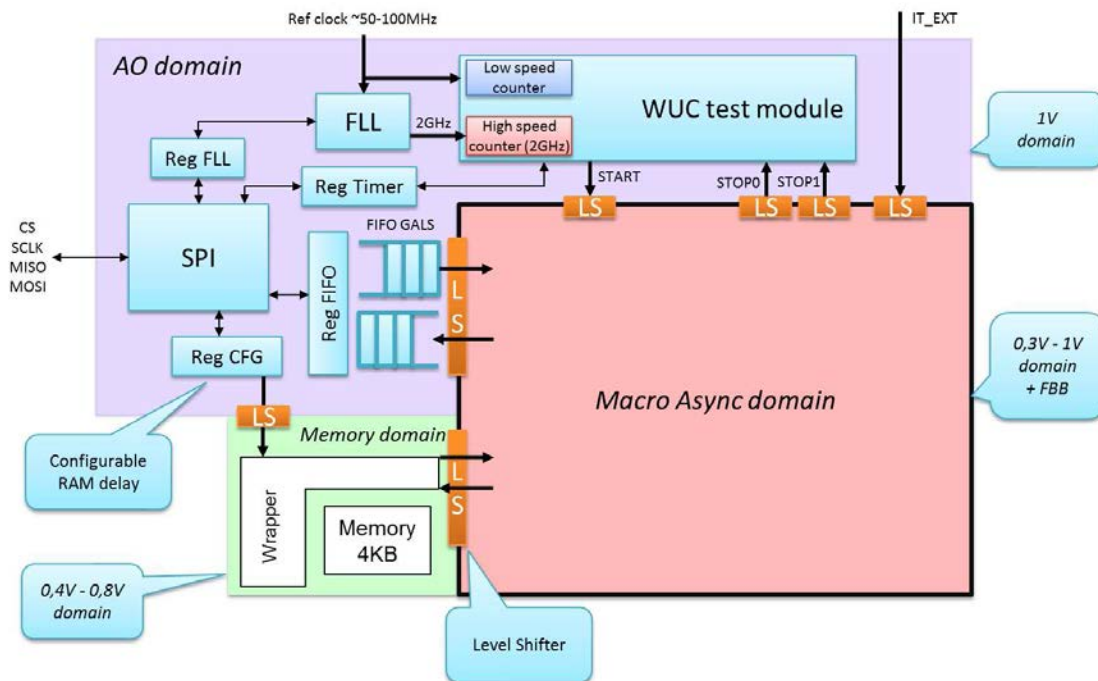 Ref clock ~50-100MHz
IT_EXT
AO domain
Low speed
counter
WUC test module
FLL
2GHz
High speed
counter (2GHz)
1V
domain
Reg FLL
Reg Timer
START
STOP0
STOP1
LS
LS
LS
LS
CS
SCLK
MISO
MOSI
SPI
FIFO GALS
Reg FIFO
L
S
Reg CFG
0,3V - 1V
domain
+ FBB
Macro Async domain
LS
Memory domain
Configurable
RAM delay
L
S
Wrapper
Memory
4KB
0,4V - 0,8V
domain
Level Shifter